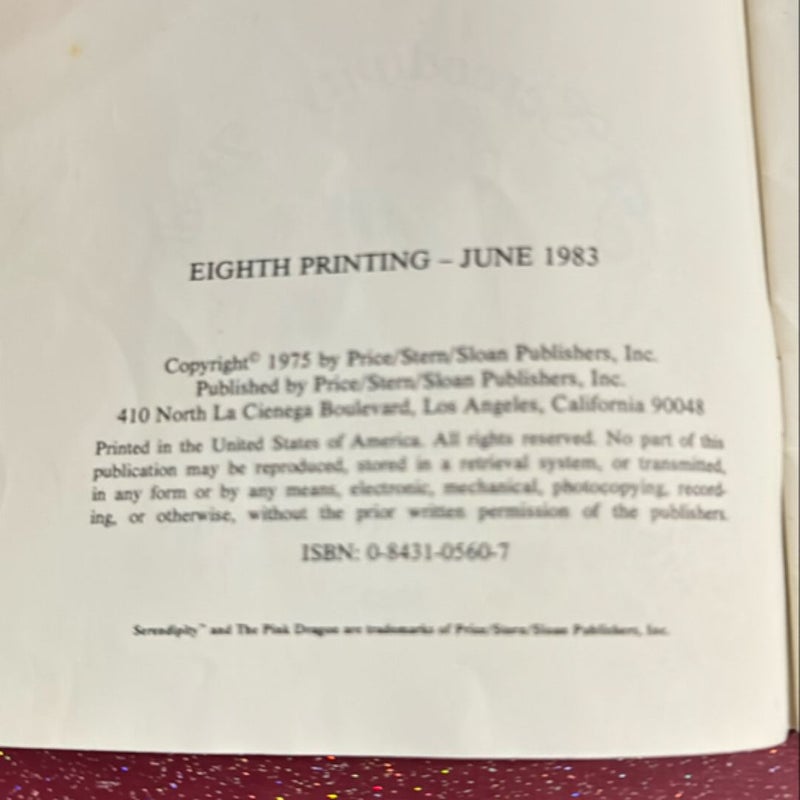 EIGHTH PRINTING – JUNE 1983
Copyright© 1975 by Price/Stern/Sloan Publishers, Inc.
Published by Price/Stern/Sloan Publishers, Inc.
410 North La Cienega Boulevard, Los Angeles, California 90048
Printed in the United States of America. All rights reserved. No part of this
publication may be reproduced, stored in a retrieval system, or transmitted,
in any form or by any means, electronic, mechanical, photocopying, record-
ing, or otherwise, without the prior written permission of the publishers.
ISBN: 0-8431-0560-7
Serendipity™ and The Pink Dragon are trademarks of Price/Stern/Sloan Publishers, Inc.